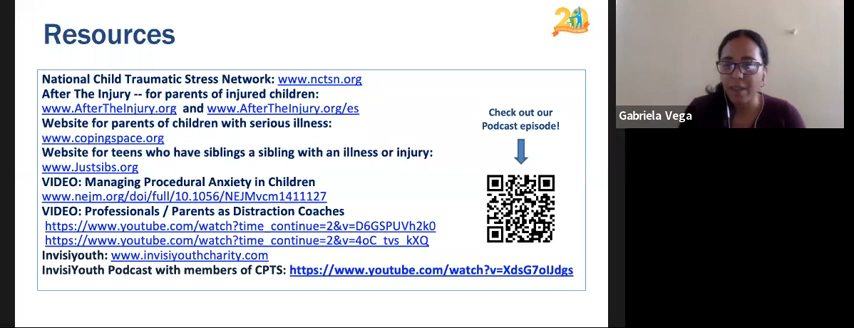 Resources
20
National Child Traumatic Stress Network: www.nctsn.org
After The Injury -- for parents of injured children:
www.AfterTheInjury.org and www.AfterTheInjury.org/es
Website for parents of children with serious illness:
www.copingspace.org
Website for teens who have siblings a sibling with an illness or injury:
www.Justsibs.org
VIDEO: Managing Procedural Anxiety in Children
www.nejm.org/doi/full/10.1056/NEJMvcm1411127
VIDEO: Professionals / Parents as Distraction Coaches
https://www.youtube.com/watch?time_continue=2&v=D6GSPUVh2k0
https://www.youtube.com/watch?time_continue=2&v=4oC_tvs_kXQ
Invisiyouth: www.invisiyouthcharity.com
InvisiYouth Podcast with members of CPTS: https://www.youtube.com/watch?v=XdsG7oIJdgs
Check out our
Podcast episode!
Gabriela Vega